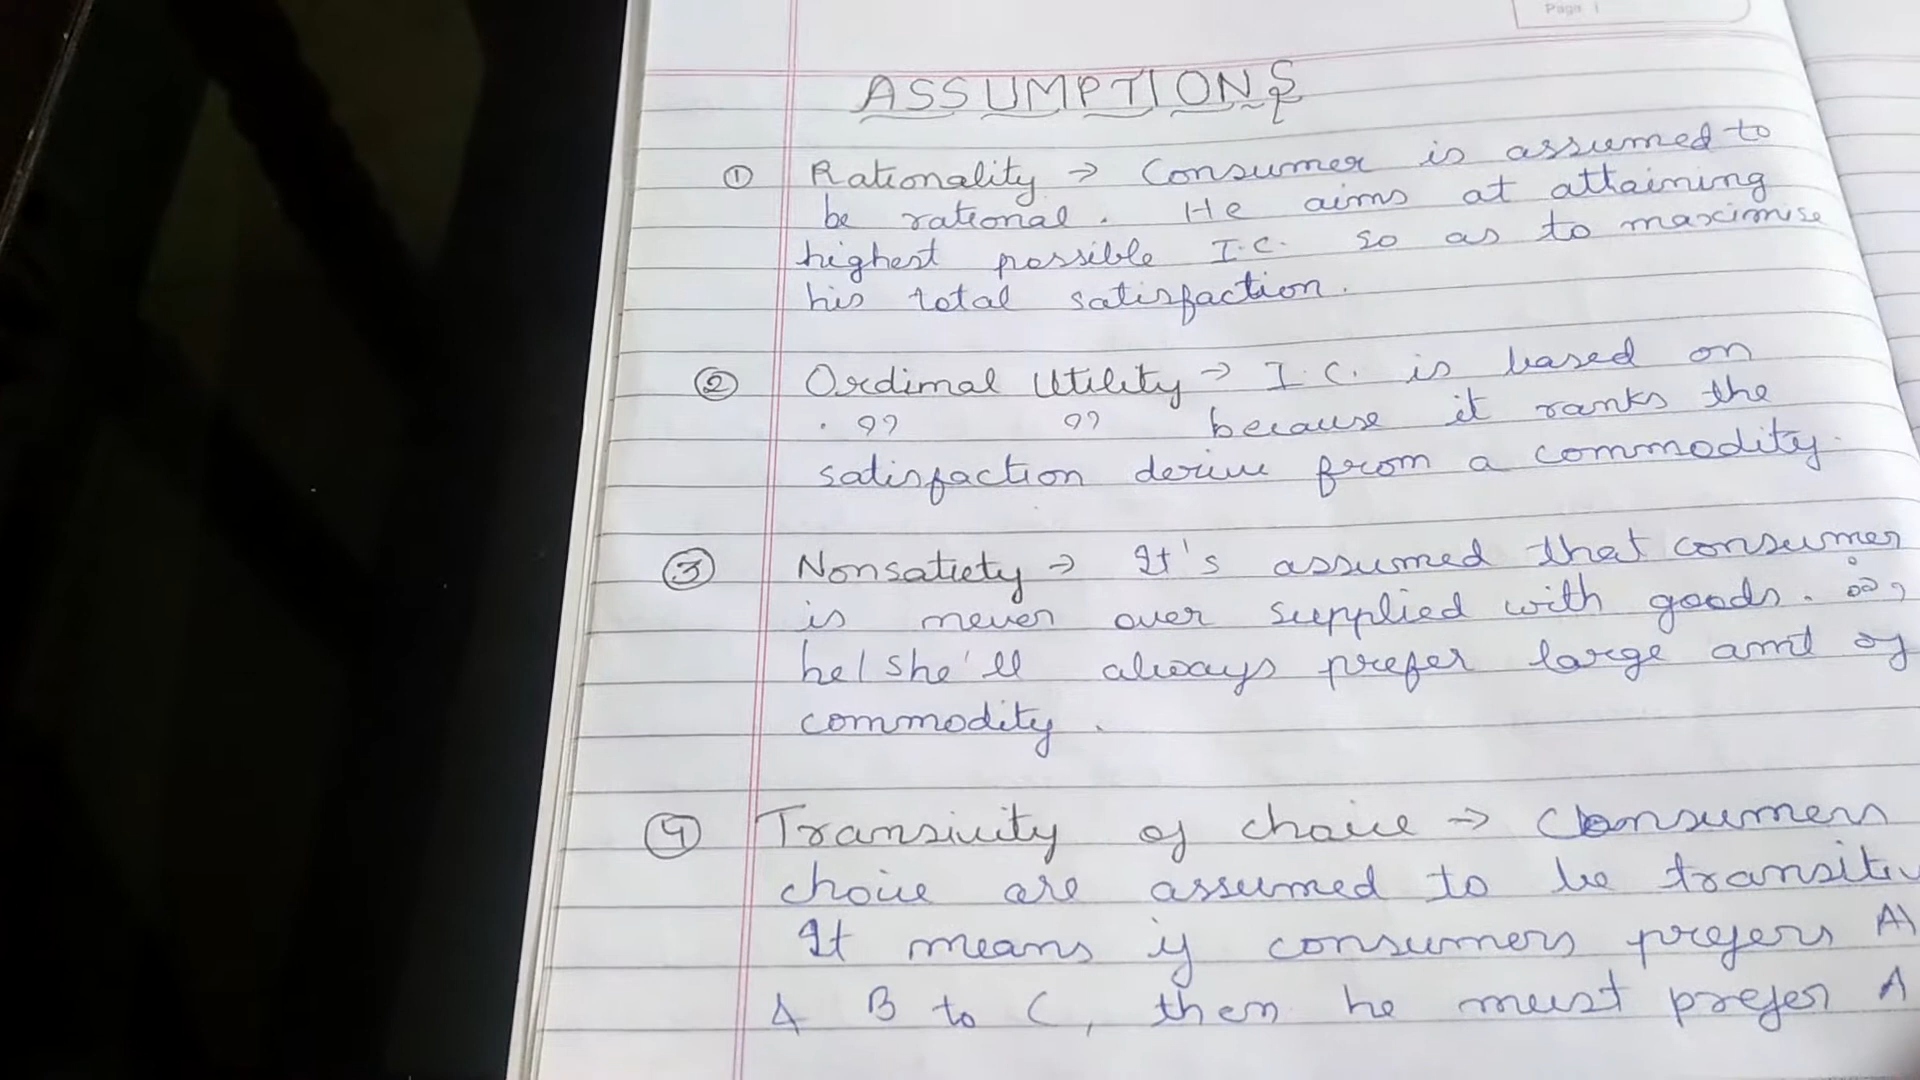 Page 1
ASSUMPTIONS
① Rationality → Consumer is assumed to
be rational. He aims at attaining
highest possible I.C. so as to maximise
his total satisfaction.
② Ordinal Utility → I.C. is based on
. 〃 〃 because it ranks the
satisfaction derive from a commodity.
③ Nonsatiety → It's assumed that consumer
is never over supplied with goods.
he/she'll always prefer large amt of
commodity.
④ Transivity of choice → Consumers
choice are assumed to be transitiv
It means if consumers prefers A
& B to C, then he must prefer A